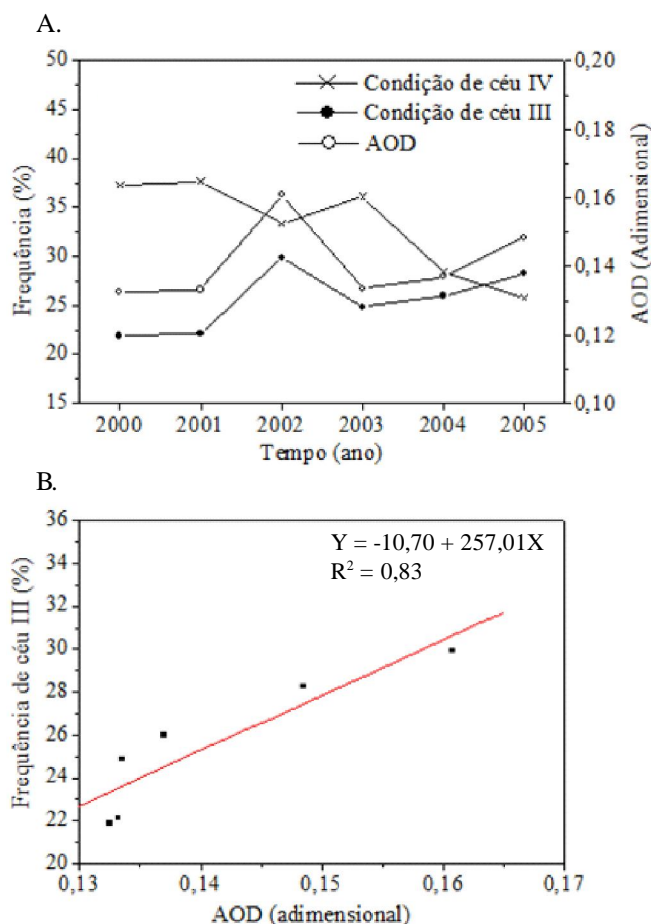 A.
50
45
40
35
30
25
20
15
Frequência (%)
Condição de céu IV
Condição de céu III
AOD
0,20
0,18
0,16
0,14
0,12
0,10
AOD (Adimensional)
2000 2001 2002 2003 2004 2005
Tempo (ano)
B.
36
34
32
30
28
26
24
22
20
Frequência de céu III (%)
Y = -10,70 + 257,01X
R² = 0,83
0,13 0,14 0,15 0,16 0,17
AOD (adimensional)